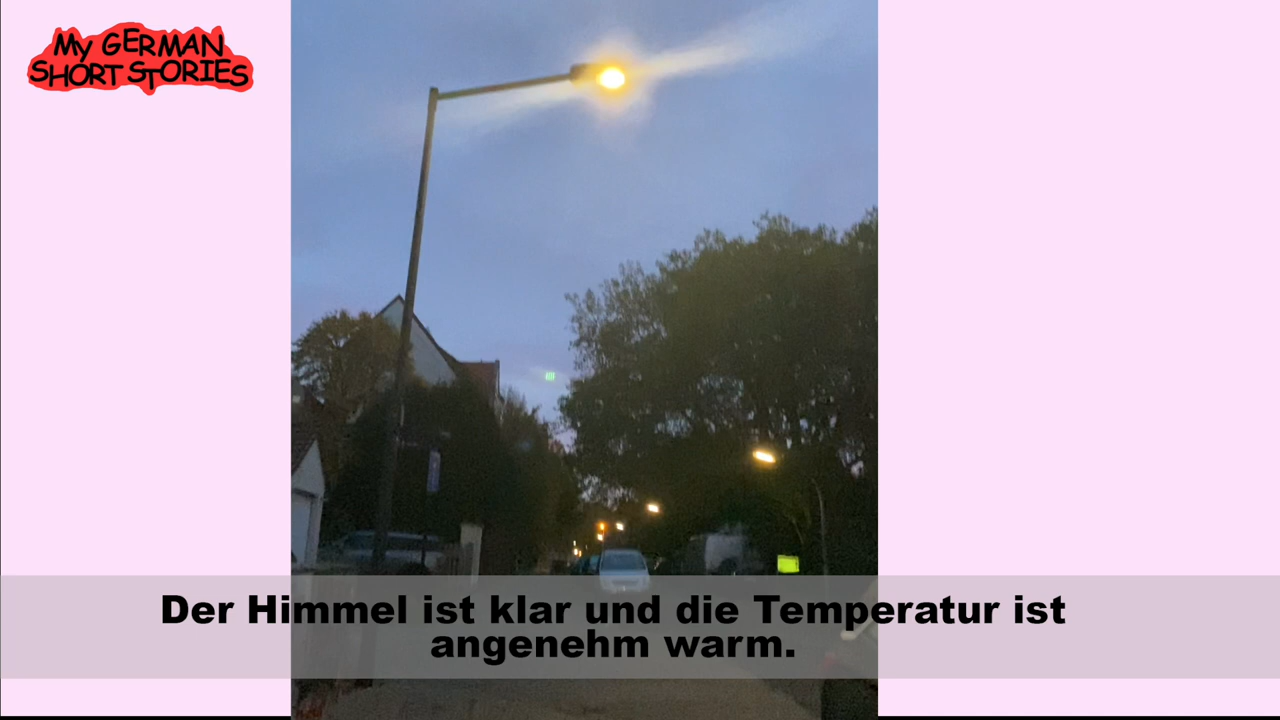 My GERMAN
SHORT STORIES
Der Himmel ist klar und die Temperatur ist
angenehm warm.